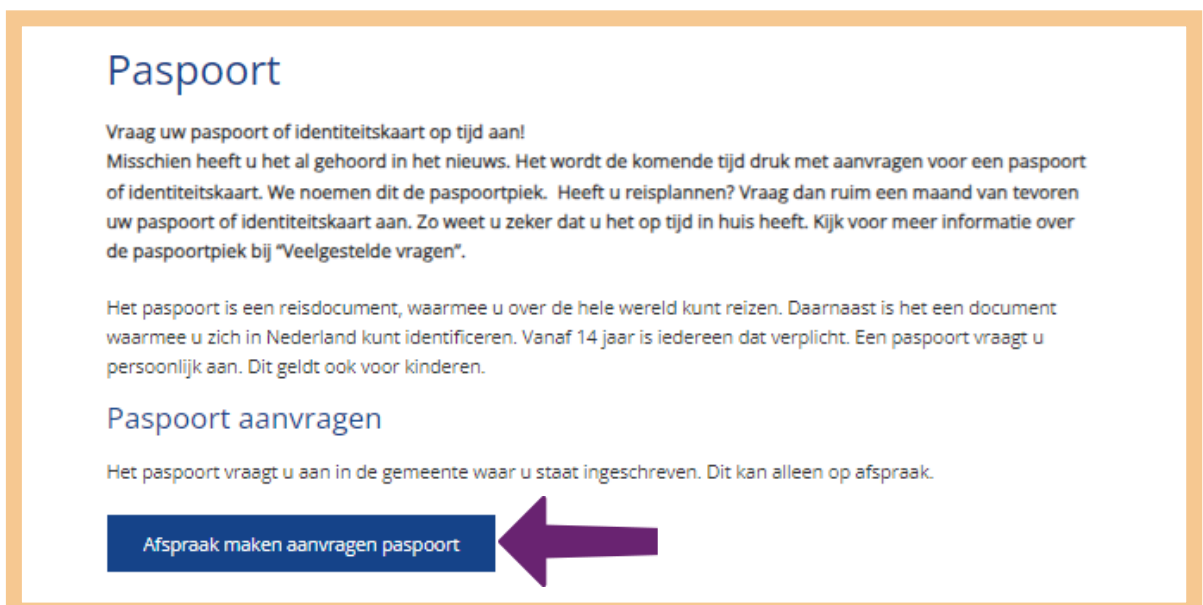 Paspoort
Vraag uw paspoort of identiteitskaart op tijd aan!
Misschien heeft u het al gehoord in het nieuws. Het wordt de komende tijd druk met aanvragen voor een paspoort
of identiteitskaart. We noemen dit de paspoortpiek.  Heeft u reisplannen? Vraag dan ruim een maand van tevoren
uw paspoort of identiteitskaart aan. Zo weet u zeker dat u het op tijd in huis heeft. Kijk voor meer informatie over
de paspoortpiek bij “Veelgestelde vragen”.
Het paspoort is een reisdocument, waarmee u over de hele wereld kunt reizen. Daarnaast is het een document
waarmee u zich in Nederland kunt identificeren. Vanaf 14 jaar is iedereen dat verplicht. Een paspoort vraagt u
persoonlijk aan. Dit geldt ook voor kinderen.
Paspoort aanvragen
Het paspoort vraagt u aan in de gemeente waar u staat ingeschreven. Dit kan alleen op afspraak.
Afspraak maken aanvragen paspoort